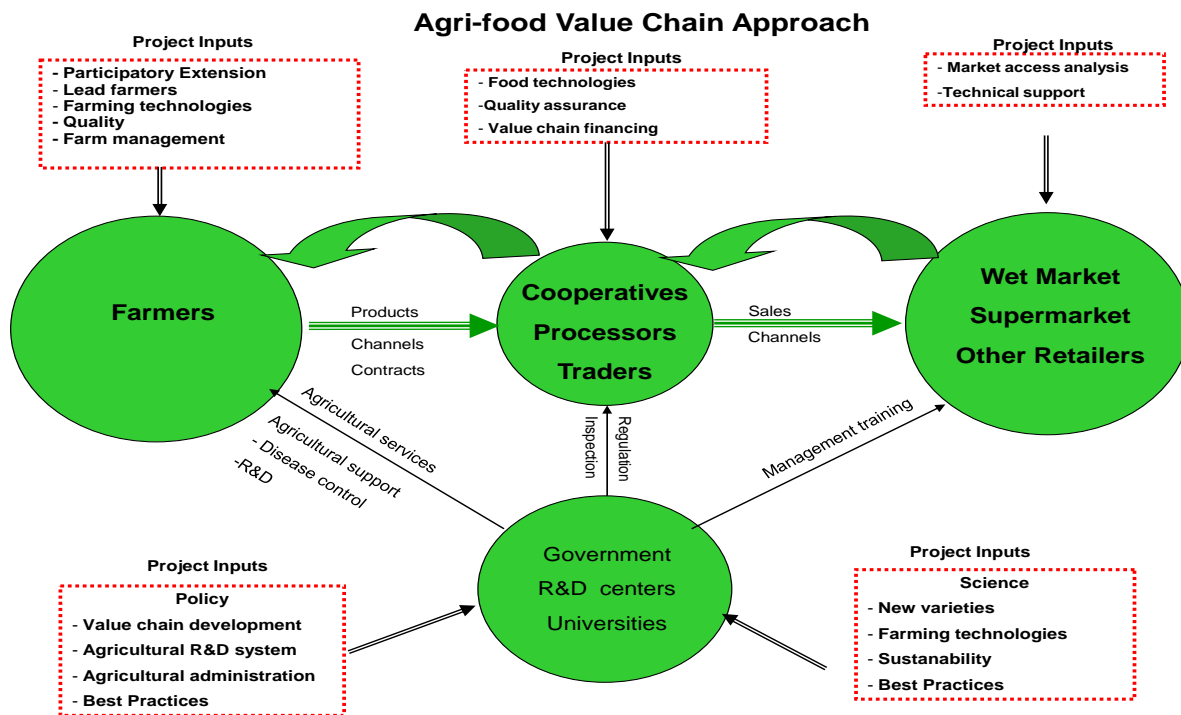 Agri-food Value Chain Approach
Project Inputs
- Participatory Extension
- Lead farmers
- Farming technologies
- Quality
- Farm management
Project Inputs
- Food technologies
-Quality assurance
- Value chain financing
Project Inputs
- Market access analysis
-Technical support
Farmers
Products
Channels
Contracts
Cooperatives
Processors
Traders
Sales
Channels
Wet Market
Supermarket
Other Retailers
Agricultural services
Agricultural support
- Disease control
-R&D
Inspection
Regulation
Management training
Government
R&D centers
Universities
Project Inputs
Policy
- Value chain development
- Agricultural R&D system
- Agricultural administration
- Best Practices
Project Inputs
Science
- New varieties
- Farming technologies
- Sustanability
- Best Practices